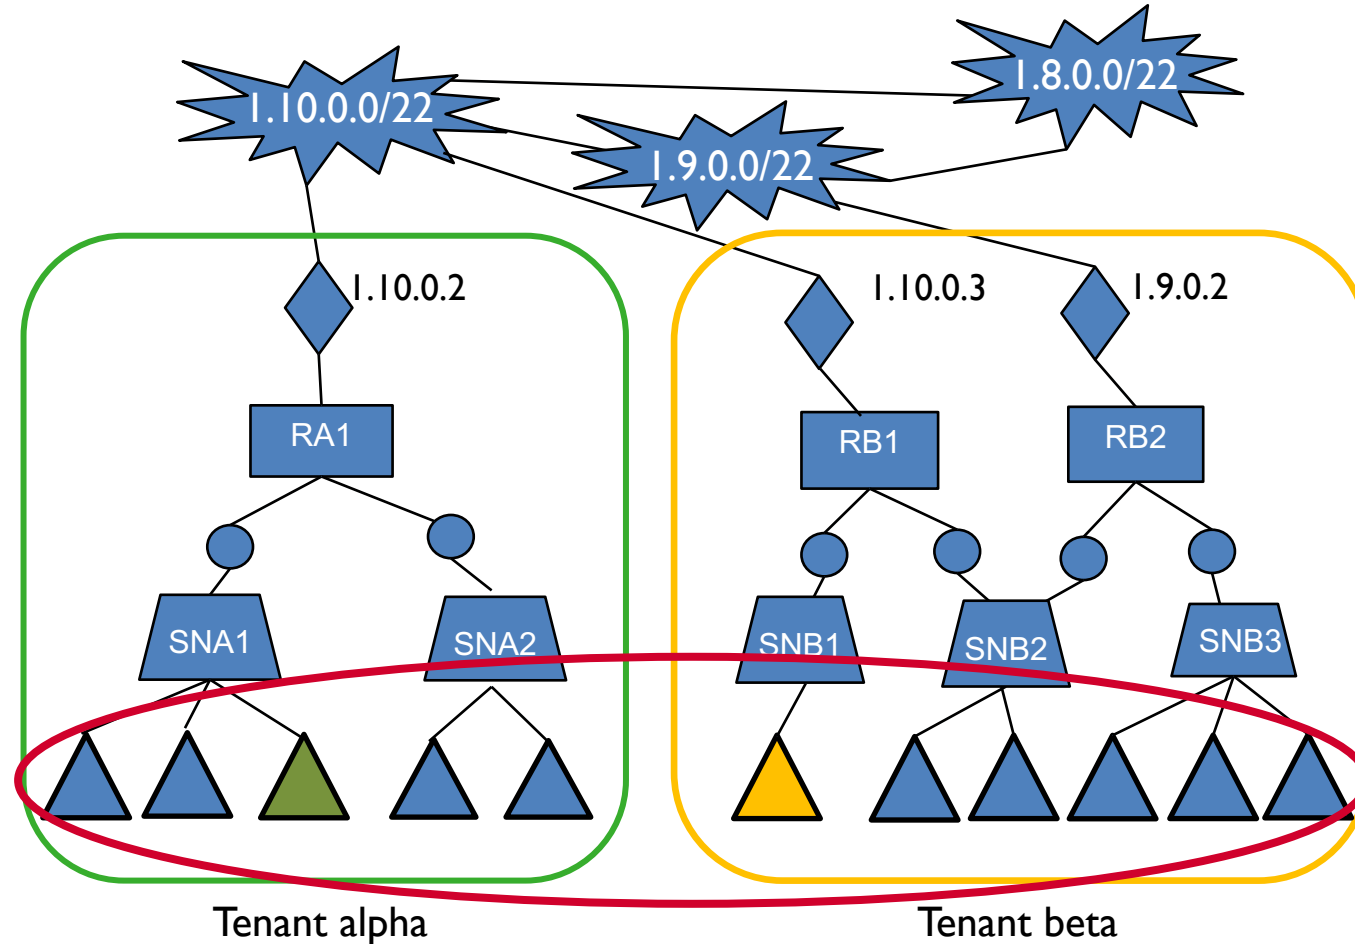 1.8.0.0/22
1.10.0.0/22
1.9.0.0/22
1.10.0.2
1.10.0.3
1.9.0.2
RA1
RB1
RB2
SNA1
SNA2
SNB1
SNB2
SNB3
Tenant alpha
Tenant beta